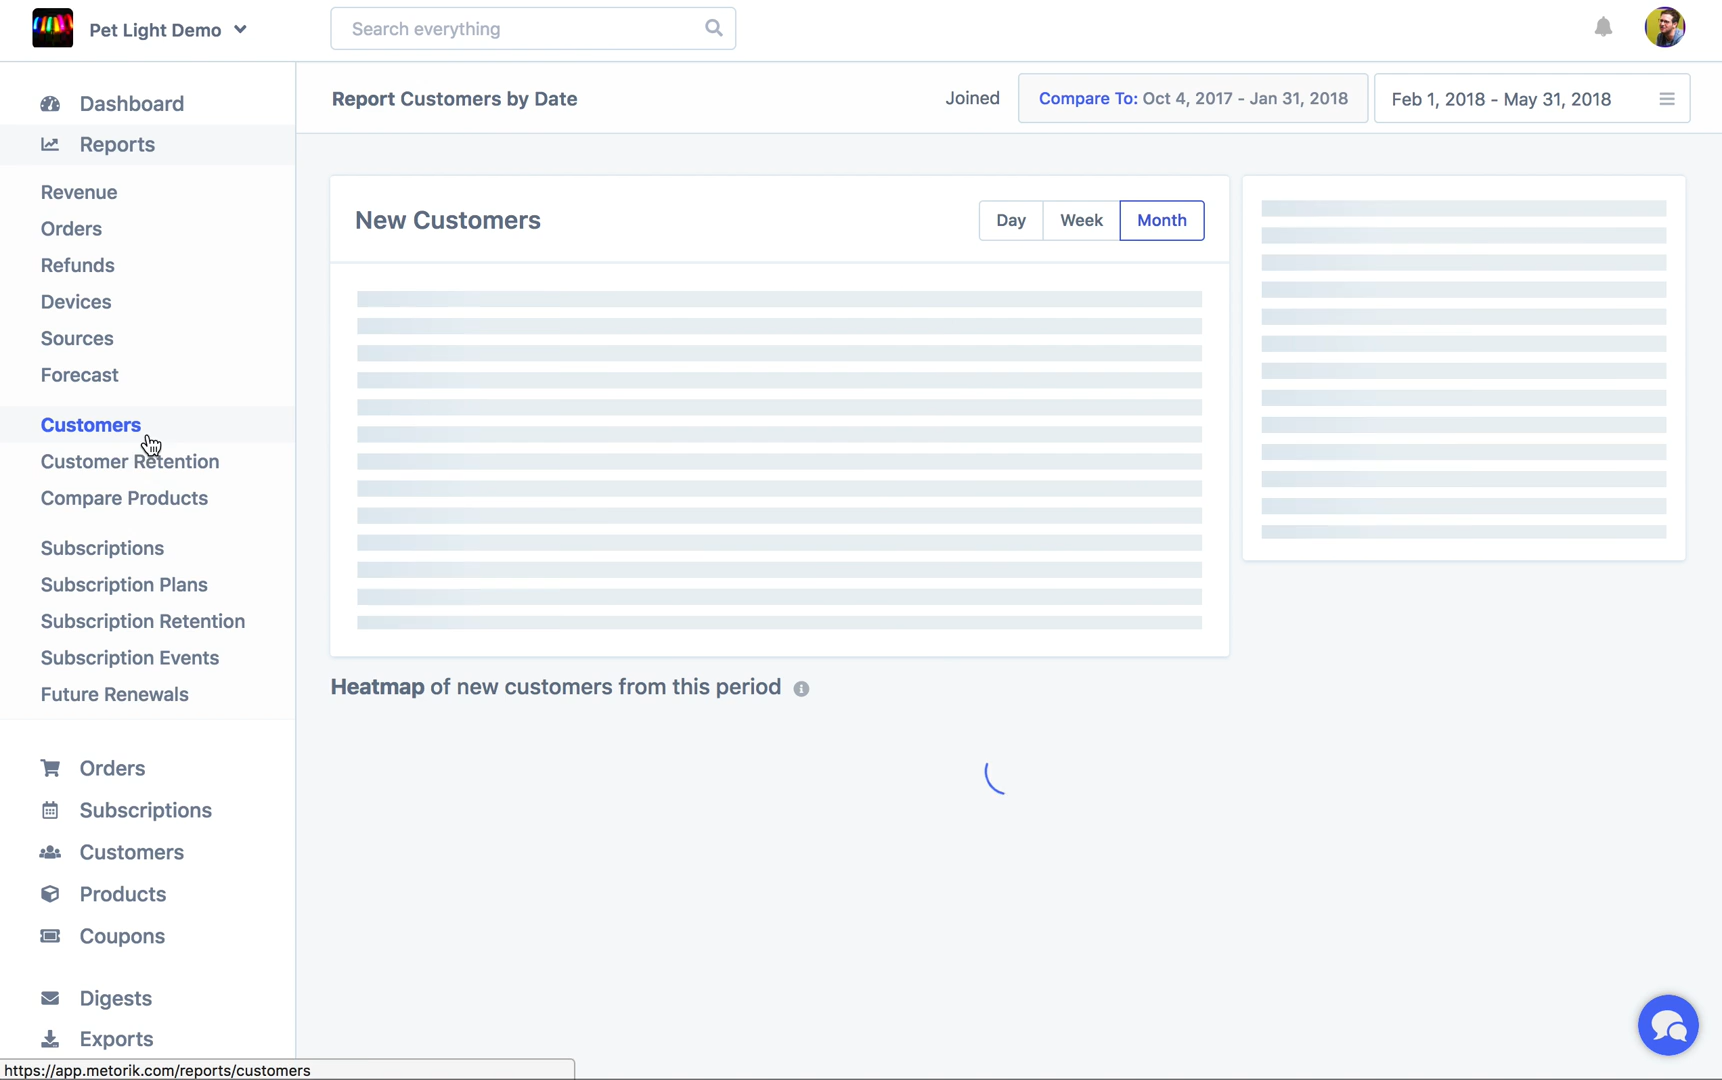 Pet Light Demo
Search everything
Dashboard
Reports
Revenue
Orders
Refunds
Devices
Sources
Forecast
Customers
Customer Retention
Compare Products
Subscriptions
Subscription Plans
Subscription Retention
Subscription Events
Future Renewals
Orders
Subscriptions
Customers
Products
Coupons
Digests
Exports
https://app.metorik.com/reports/customers
Report Customers by Date
Joined
Compare To: Oct 4, 2017 - Jan 31, 2018
Feb 1, 2018 - May 31, 2018
New Customers
Day
Week
Month
Heatmap of new customers from this period